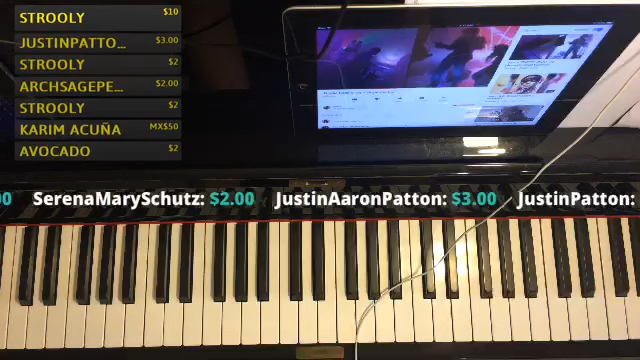 STROOLY $10
JUSTINPATTO... $3.00
STROOLY $2
ARCHSAGEPE... $2.00
STROOLY $2
KARIM ACUÑA MX$50
AVOCADO $2
00 SerenaMarySchutz: $2.00 JustinAaronPatton: $3.00 JustinPatton: